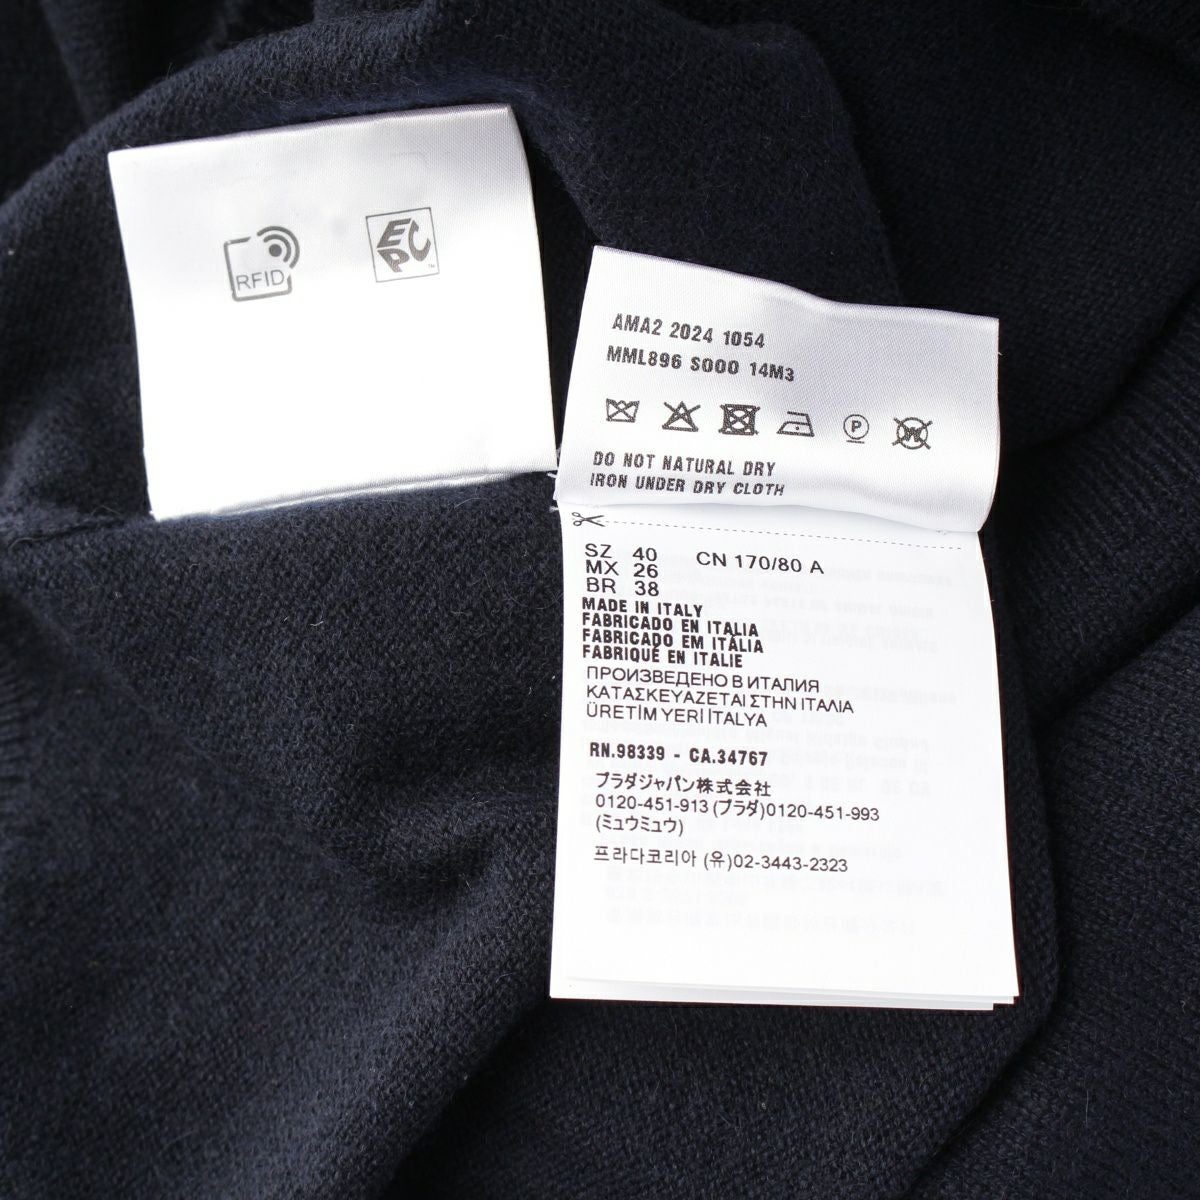 RFID
EPC™
AMA2 2024 1054
MML896 S000 14M3
P
W
DO NOT NATURAL DRY
IRON UNDER DRY CLOTH
SZ 40 CN 170/80 A
MX 26
BR 38
MADE IN ITALY
FABRICADO EN ITALIA
FABRICADO EM ITÁLIA
FABRIQUÉ EN ITALIE
ПРОИЗВЕДЕНО В ИТАЛИЯ
ΚΑΤΑΣΚΕΥΑΖΕΤΑΙ ΣΤΗΝ ΙΤΑΛΙΑ
ÜRETİM YERİ İTALYA
RN.98339 - CA.34767
プラダジャパン株式会社
0120-451-913 (プラダ)0120-451-993
(ミュウミュウ)
프라다코리아 (유)02-3443-2323